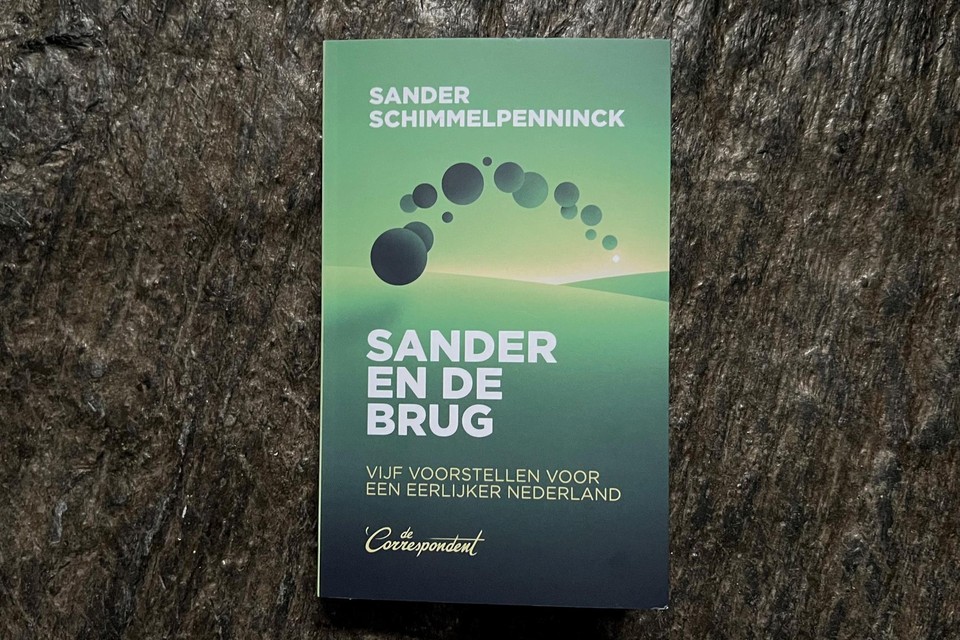 SANDER
SCHIMMELPENNINCK
SANDER
EN DE
BRUG
VIJF VOORSTELLEN VOOR
EEN EERLIJKER NEDERLAND
de
Correspondent